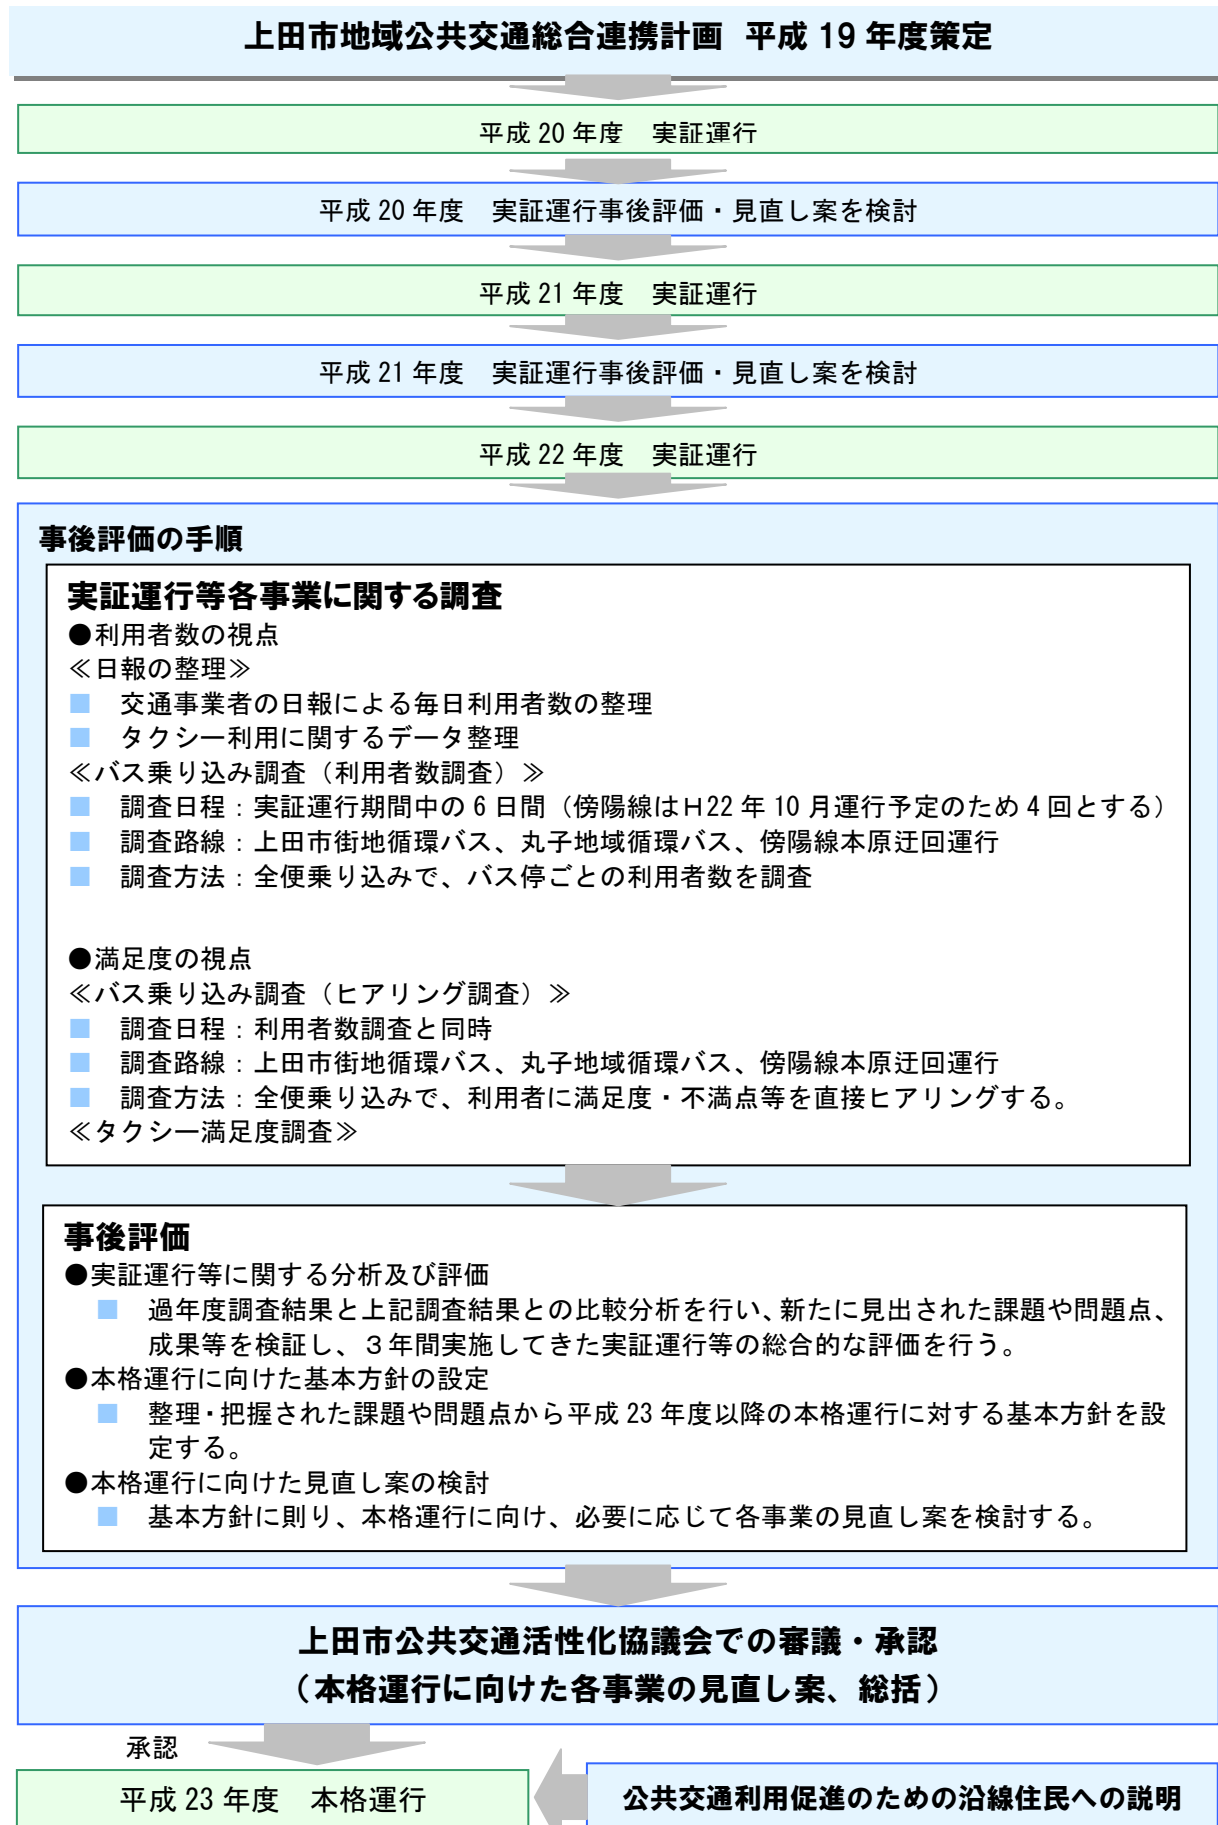 上田市地域公共交通総合連携計画 平成 19 年度策定
平成 20 年度 実証運行
平成 20 年度 実証運行事後評価・見直し案を検討
平成 21 年度 実証運行
平成 21 年度 実証運行事後評価・見直し案を検討
平成 22 年度 実証運行
事後評価の手順
実証運行等各事業に関する調査
●利用者数の視点
≪日報の整理≫
■ 交通事業者の日報による毎日利用者数の整理
■ タクシー利用に関するデータ整理
≪バス乗り込み調査（利用者数調査）≫
■ 調査日程：実証運行期間中の 6 日間（傍陽線はＨ22 年 10 月運行予定のため 4 回とする）
■ 調査路線：上田市街地循環バス、丸子地域循環バス、傍陽線本原迂回運行
■ 調査方法：全便乗り込みで、バス停ごとの利用者数を調査
●満足度の視点
≪バス乗り込み調査（ヒアリング調査）≫
■ 調査日程：利用者数調査と同時
■ 調査路線：上田市街地循環バス、丸子地域循環バス、傍陽線本原迂回運行
■ 調査方法：全便乗り込みで、利用者に満足度・不満点等を直接ヒアリングする。
≪タクシー満足度調査≫
事後評価
●実証運行等に関する分析及び評価
■ 過年度調査結果と上記調査結果との比較分析を行い、新たに見出された課題や問題点、
成果等を検証し、３年間実施してきた実証運行等の総合的な評価を行う。
●本格運行に向けた基本方針の設定
■ 整理・把握された課題や問題点から平成 23 年度以降の本格運行に対する基本方針を設
定する。
●本格運行に向けた見直し案の検討
■ 基本方針に則り、本格運行に向け、必要に応じて各事業の見直し案を検討する。
上田市公共交通活性化協議会での審議・承認
（本格運行に向けた各事業の見直し案、総括）
承認
平成 23 年度 本格運行
公共交通利用促進のための沿線住民への説明